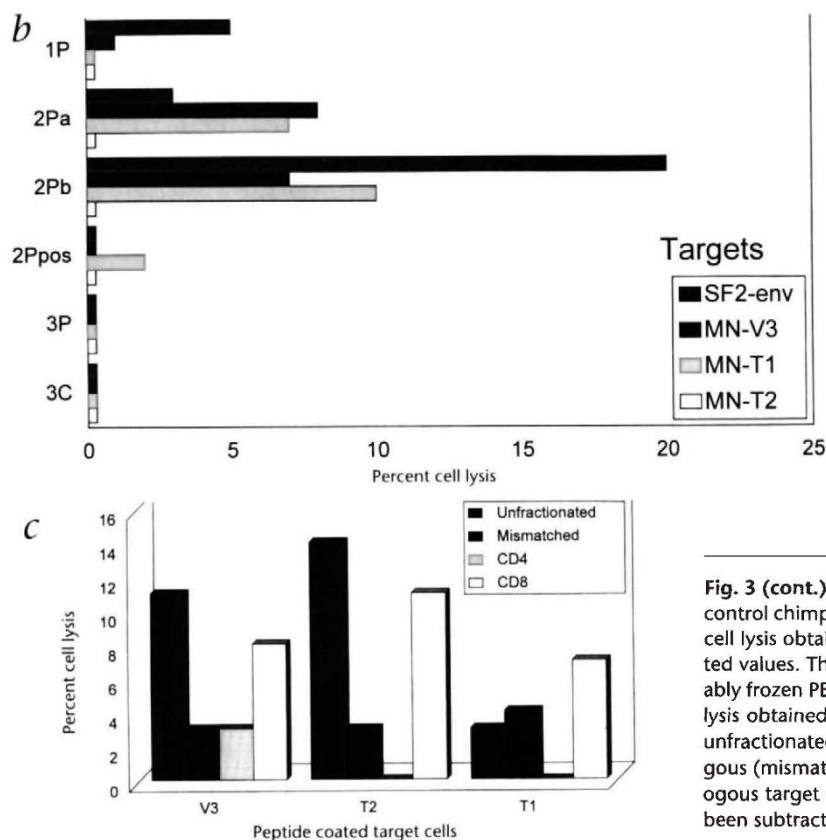 b
1P
2Pa
2Pb
2Ppos
3P
3C
Targets
SF2-env
MN-V3
MN-T1
MN-T2
0 5 10 15 20 25
Percent cell lysis
c
Unfractionated
Mismatched
CD4
CD8
16
14
12
10
8
6
4
2
0
Percent cell lysis
V3 T2 T1
Peptide coated target cells
Fig. 3 (cont.)
control chimp
cell lysis obtai
ted values. Th
ably frozen PE
lysis obtained
unfractionated
gous (mismat
ogous target
been subtract